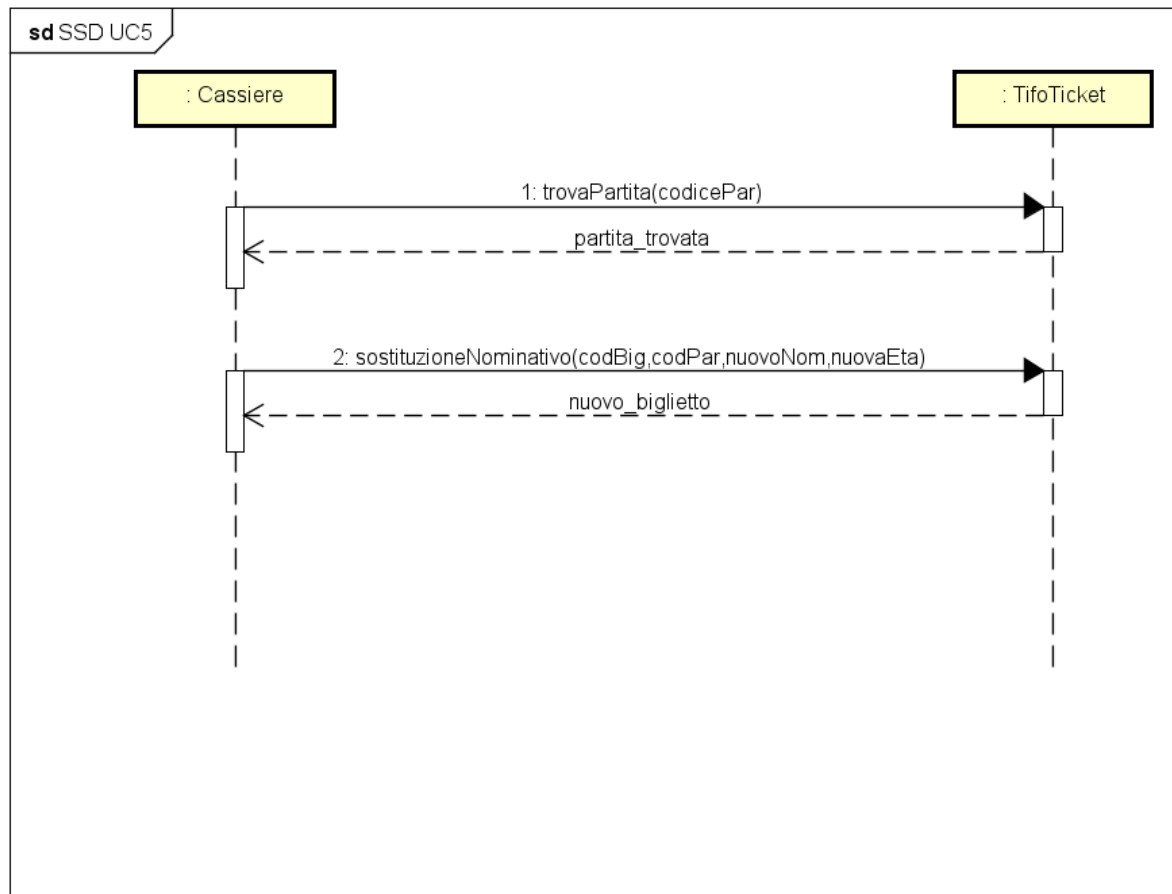 sd SSD UC5
: Cassiere
: TifoTicket
1: trovaPartita(codicePar)
partita_trovata
2: sostituzioneNominativo(codBig,codPar,nuovoNom,nuovaEta)
nuovo_biglietto